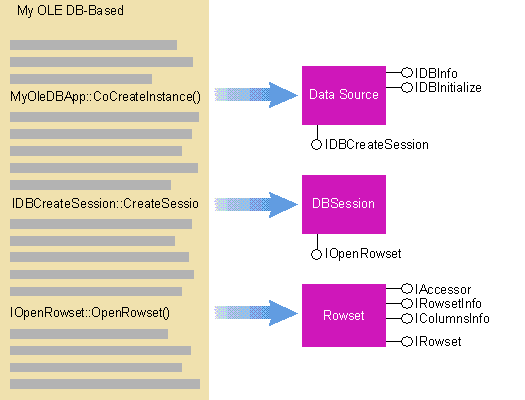 My OLE DB-Based
MyOleDBApp::CoCreateInstance()
IDBCreateSession::CreateSessio
IOpenRowset::OpenRowset()
Data Source
IDBInfo
IDBInitialize
IDBCreateSession
DBSession
IOpenRowset
Rowset
IAccessor
IRowsetInfo
IColumnsInfo
IRowset